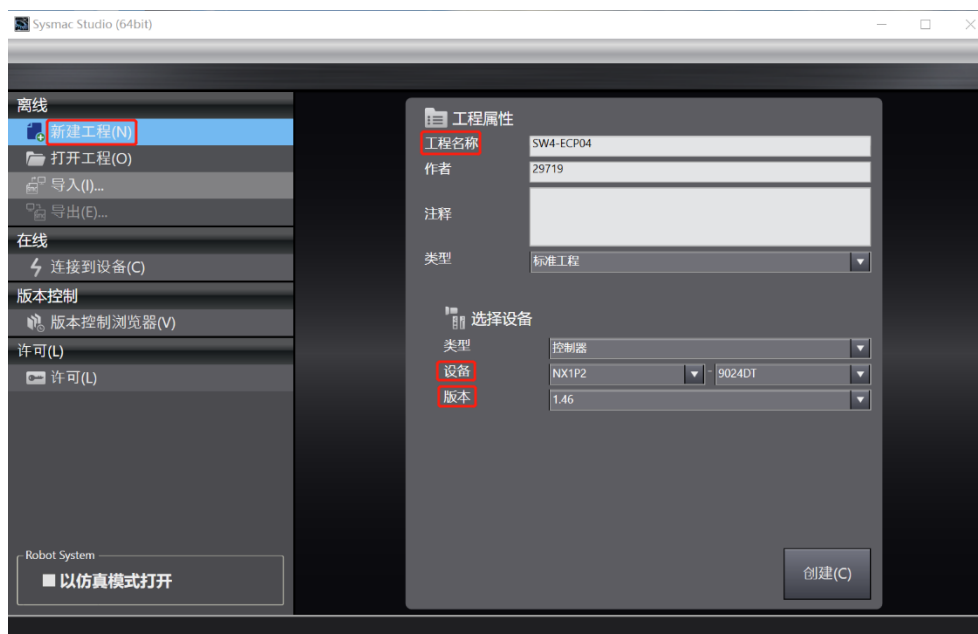 Sysmac Studio (64bit)
离线
新建工程(N)
打开工程(O)
导入(I)...
导出(E)...
在线
连接到设备(C)
版本控制
版本控制浏览器(V)
许可(L)
许可(L)
Robot System
以仿真模式打开
工程属性
工程名称 SW4-ECP04
作者 29719
注释
类型 标准工程
选择设备
类型 控制器
设备 NX1P2 - 9024DT
版本 1.46
创建(C)